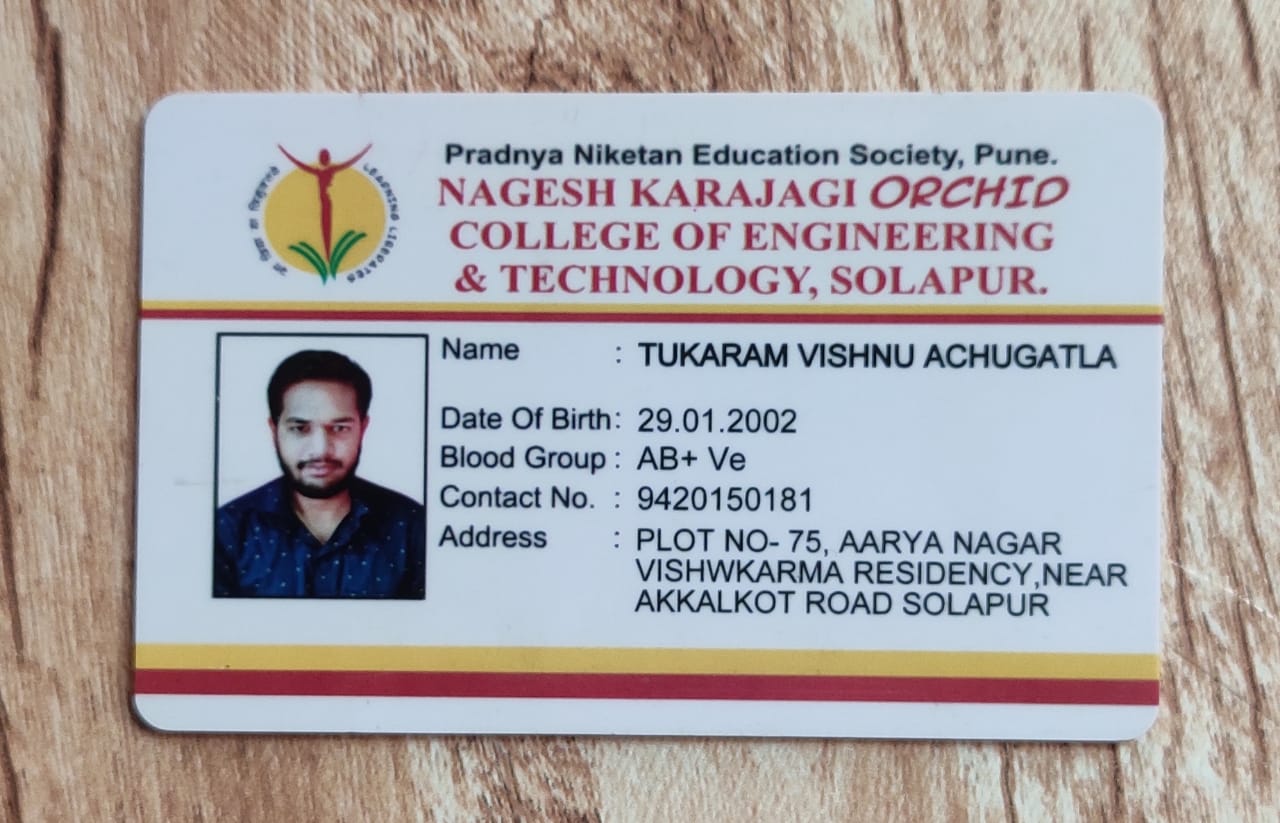 Pradnya Niketan Education Society, Pune.
NAGESH KARAJAGI ORCHID
COLLEGE OF ENGINEERING
& TECHNOLOGY, SOLAPUR.
LEARNING LIBERATES
Name : TUKARAM VISHNU ACHUGATLA
Date Of Birth : 29.01.2002
Blood Group : AB+ Ve
Contact No. : 9420150181
Address : PLOT NO- 75, AARYA NAGAR
VISHWKARMA RESIDENCY,NEAR
AKKALKOT ROAD SOLAPUR